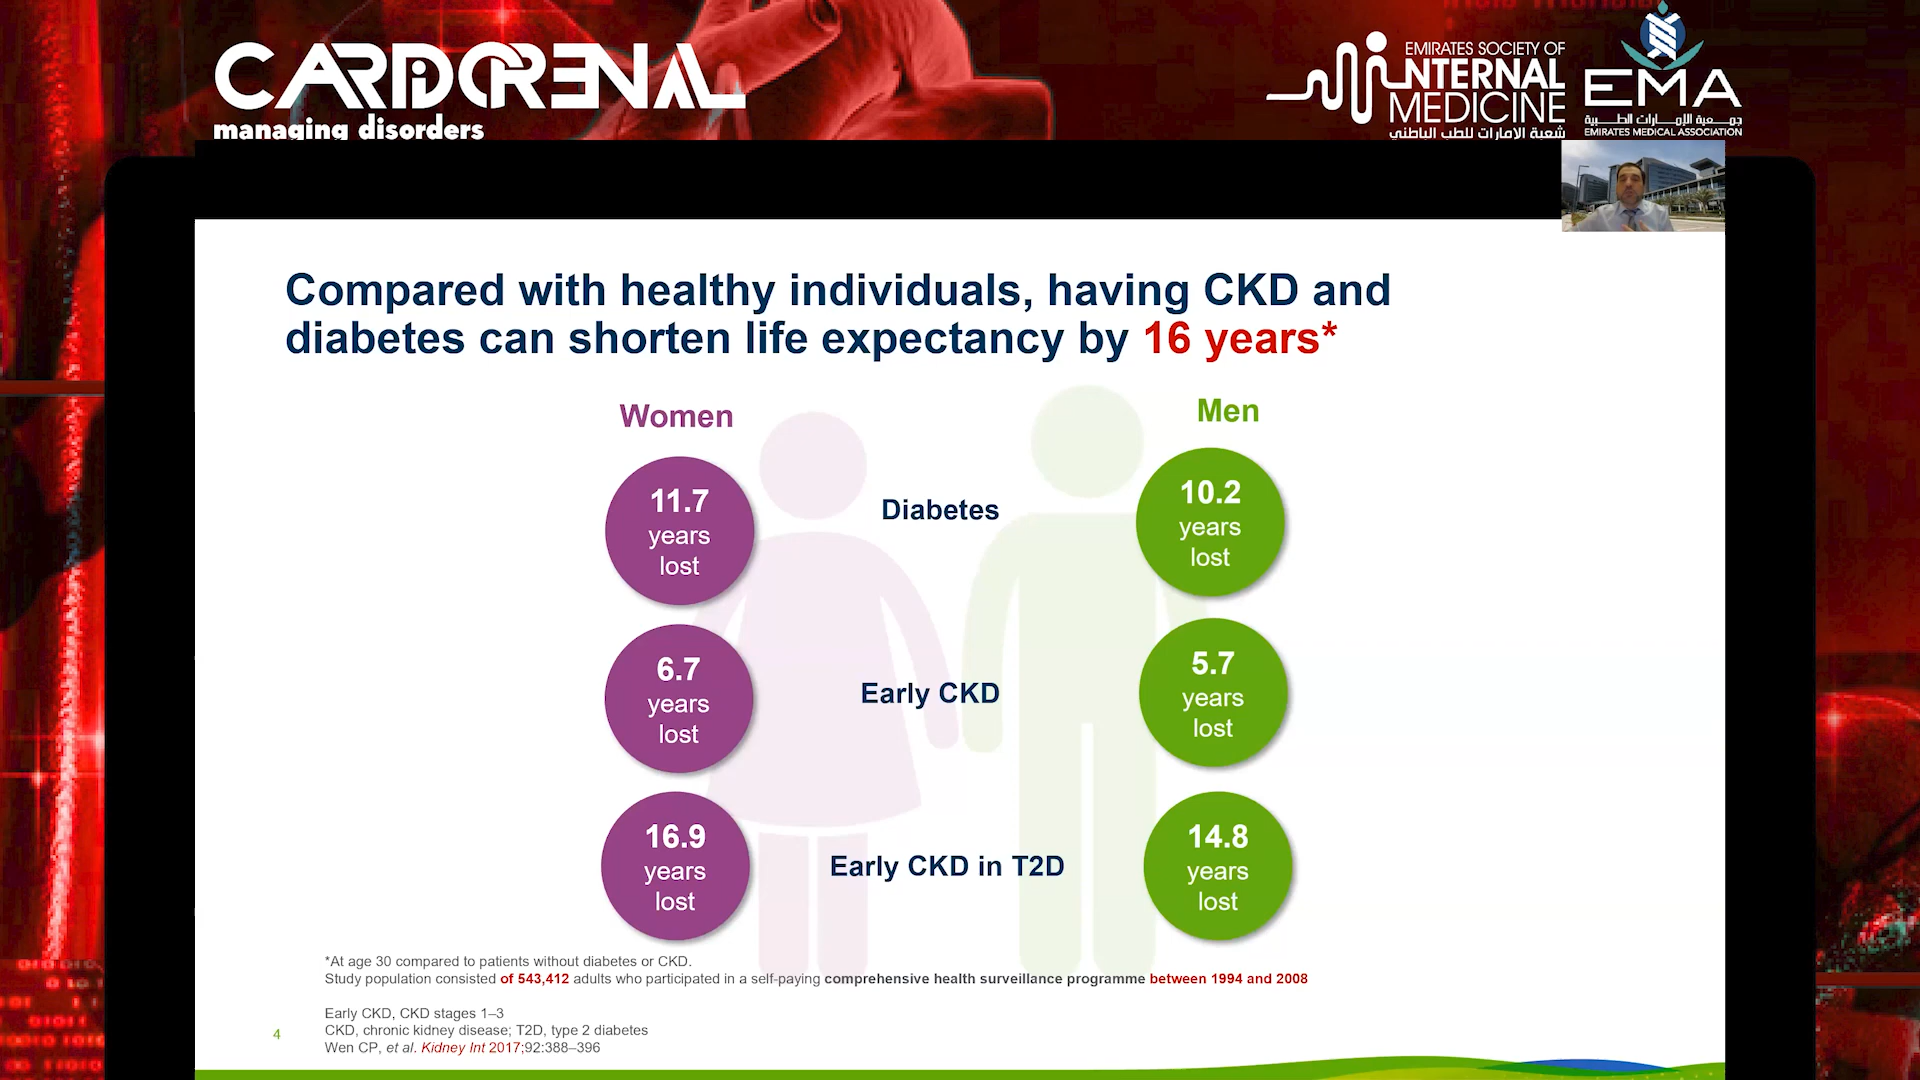 CARDIORENAL
managing disorders
EMIRATES SOCIETY OF
INTERNAL
MEDICINE
شعبة الامارات للطب الباطني
EMA
جمعية الإمارات الطبية
EMIRATES MEDICAL ASSOCIATION
Compared with healthy individuals, having CKD and
diabetes can shorten life expectancy by 16 years*
Women
Men
11.7
years
lost
Diabetes
10.2
years
lost
6.7
years
lost
Early CKD
5.7
years
lost
16.9
years
lost
Early CKD in T2D
14.8
years
lost
*At age 30 compared to patients without diabetes or CKD.
Study population consisted of 543,412 adults who participated in a self-paying comprehensive health surveillance programme between 1994 and 2008
Early CKD, CKD stages 1–3
CKD, chronic kidney disease; T2D, type 2 diabetes
Wen CP, et al. Kidney Int 2017;92:388–396
4